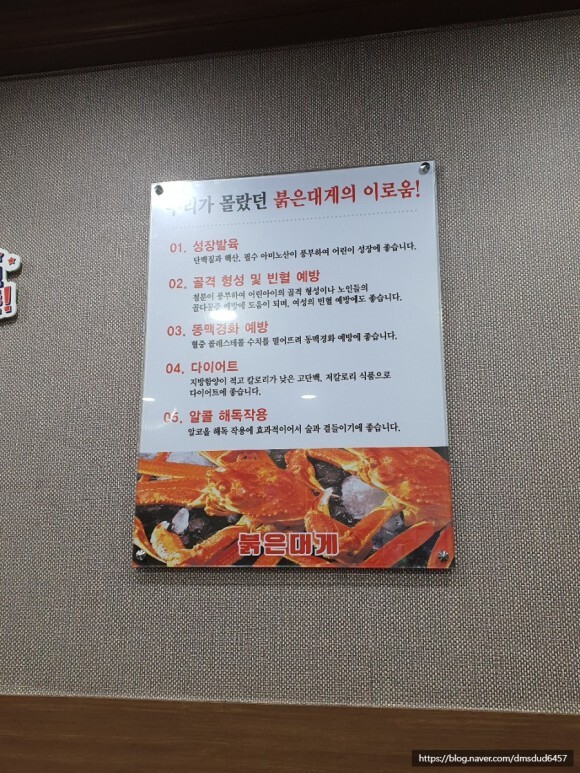 우리가 몰랐던 붉은대게의 이로움!
01. 성장발육
단백질과 핵산, 필수 아미노산이 풍부하여 어린이 성장에 좋습니다.
02. 골격 형성 및 빈혈 예방
철분이 풍부하여 어린아이의 골격 형성이나 노인들의
골다공증 예방에 도움이 되며, 여성의 빈혈 예방에도 좋습니다.
03. 동맥경화 예방
혈중 콜레스테롤 수치를 떨어뜨려 동맥경화 예방에 좋습니다.
04. 다이어트
지방함양이 적고 칼로리가 낮은 고단백, 저칼로리 식품으로
다이어트에 좋습니다.
05. 알콜 해독작용
알코올 해독 작용에 효과적이어서 술과 곁들이기에 좋습니다.
붉은대게
https://blog.naver.com/dmsdud6457